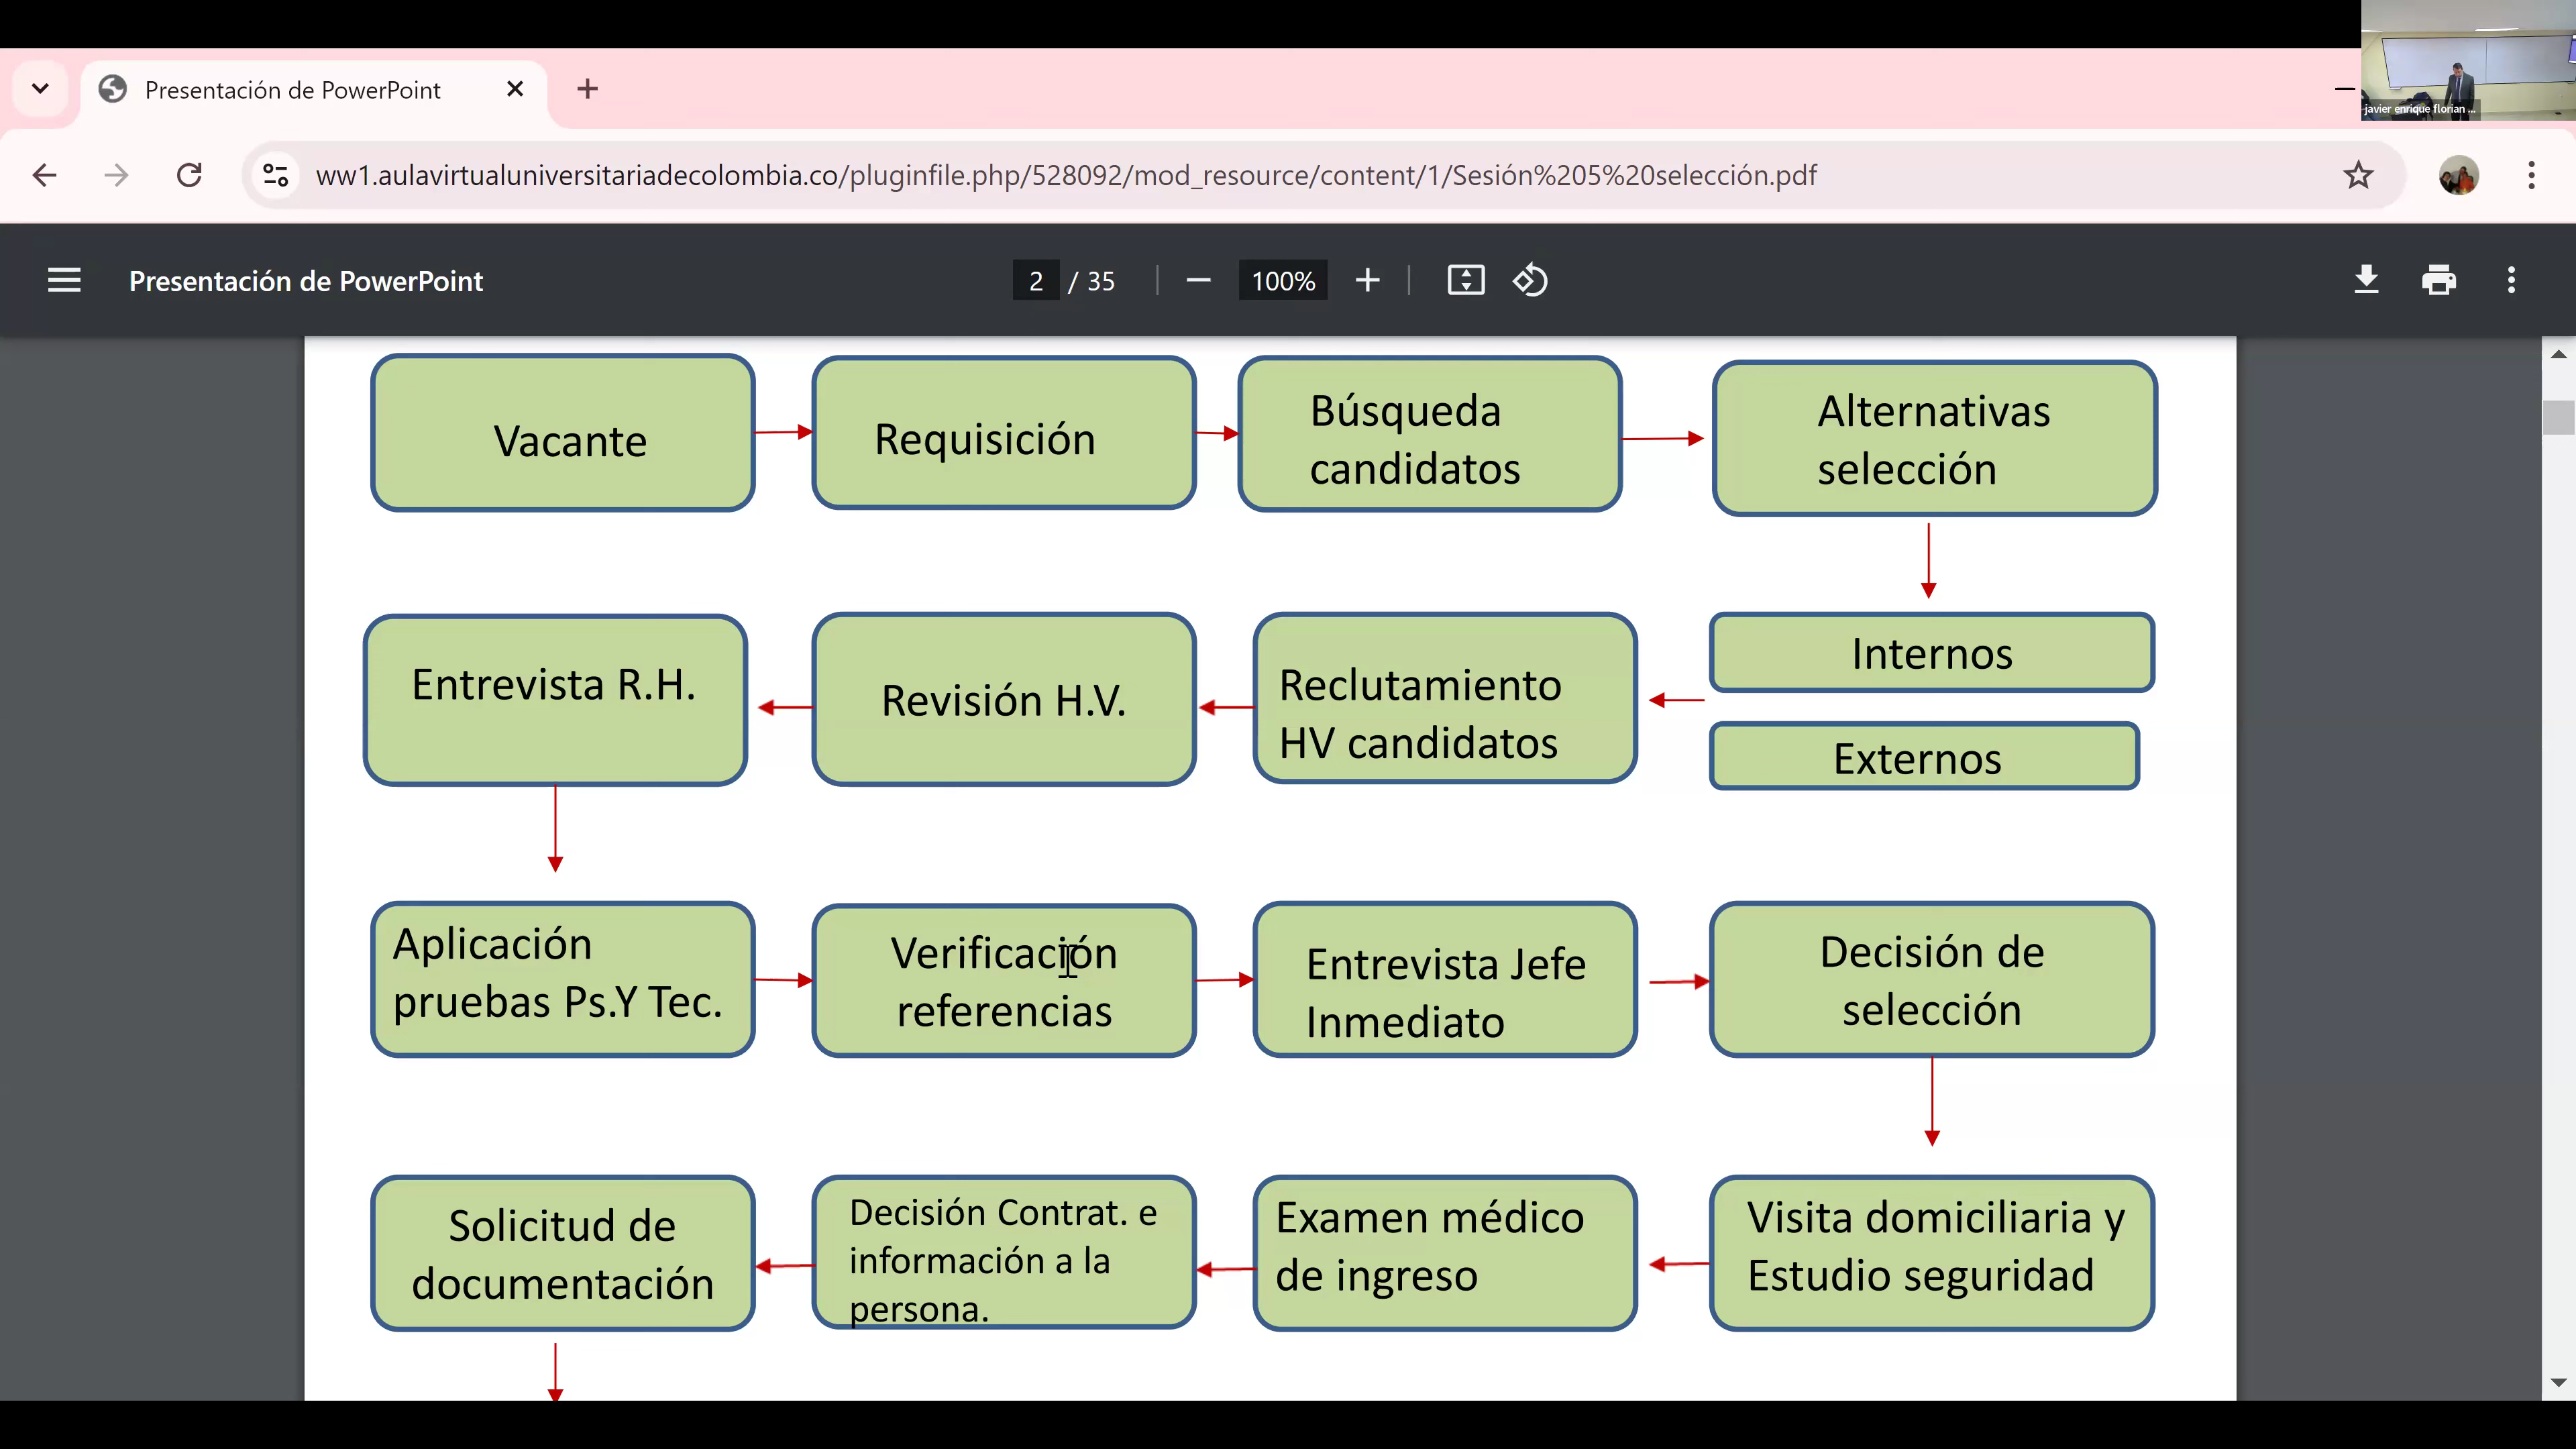 Presentación de PowerPoint
javier enrique florian ...
ww1.aulavirtualuniversitariadecolombia.co/pluginfile.php/528092/mod_resource/content/1/Sesión%205%20selección.pdf
Presentación de PowerPoint
2 / 35
100%
Vacante
Requisición
Búsqueda
candidatos
Alternativas
selección
Entrevista R.H.
Revisión H.V.
Reclutamiento
HV candidatos
Internos
Externos
Aplicación
pruebas Ps.Y Tec.
Verificación
referencias
Entrevista Jefe
Inmediato
Decisión de
selección
Solicitud de
documentación
Decisión Contrat. e
información a la
persona.
Examen médico
de ingreso
Visita domiciliaria y
Estudio seguridad